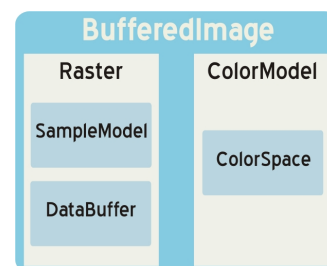 BufferedImage
Raster
SampleModel
DataBuffer
ColorModel
ColorSpace